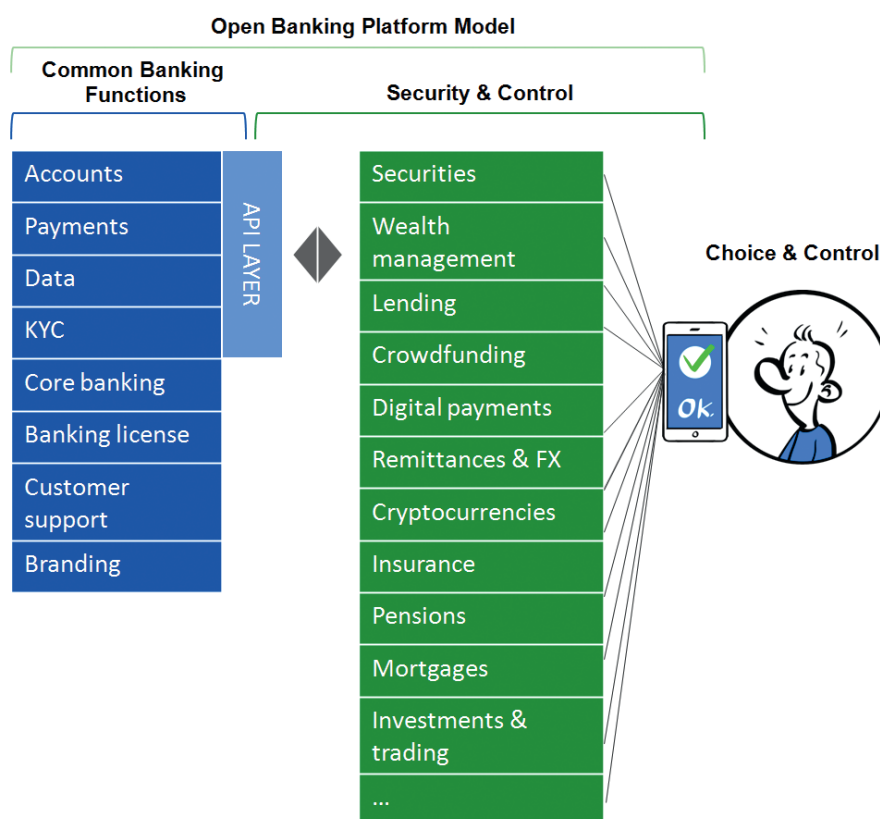 Open Banking Platform Model
Common Banking
Functions
Security & Control
Accounts
Payments
Data
KYC
Core banking
Banking license
Customer
support
Branding
API LAYER
Securities
Wealth
management
Lending
Crowdfunding
Digital payments
Remittances & FX
Cryptocurrencies
Insurance
Pensions
Mortgages
Investments &
trading
...
Choice & Control
OK.